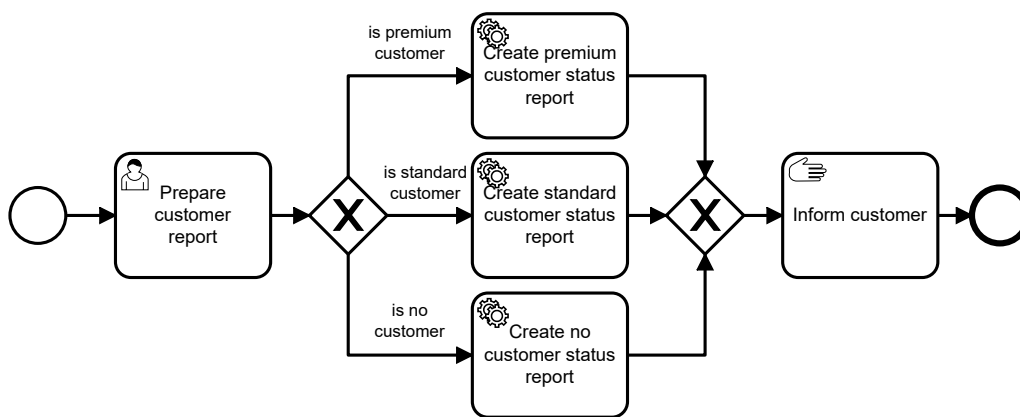 is premium
customer
Create premium
customer status
report
Prepare
customer
report
is standard
customer
Create standard
customer status
report
Inform customer
is no
customer
Create no
customer status
report